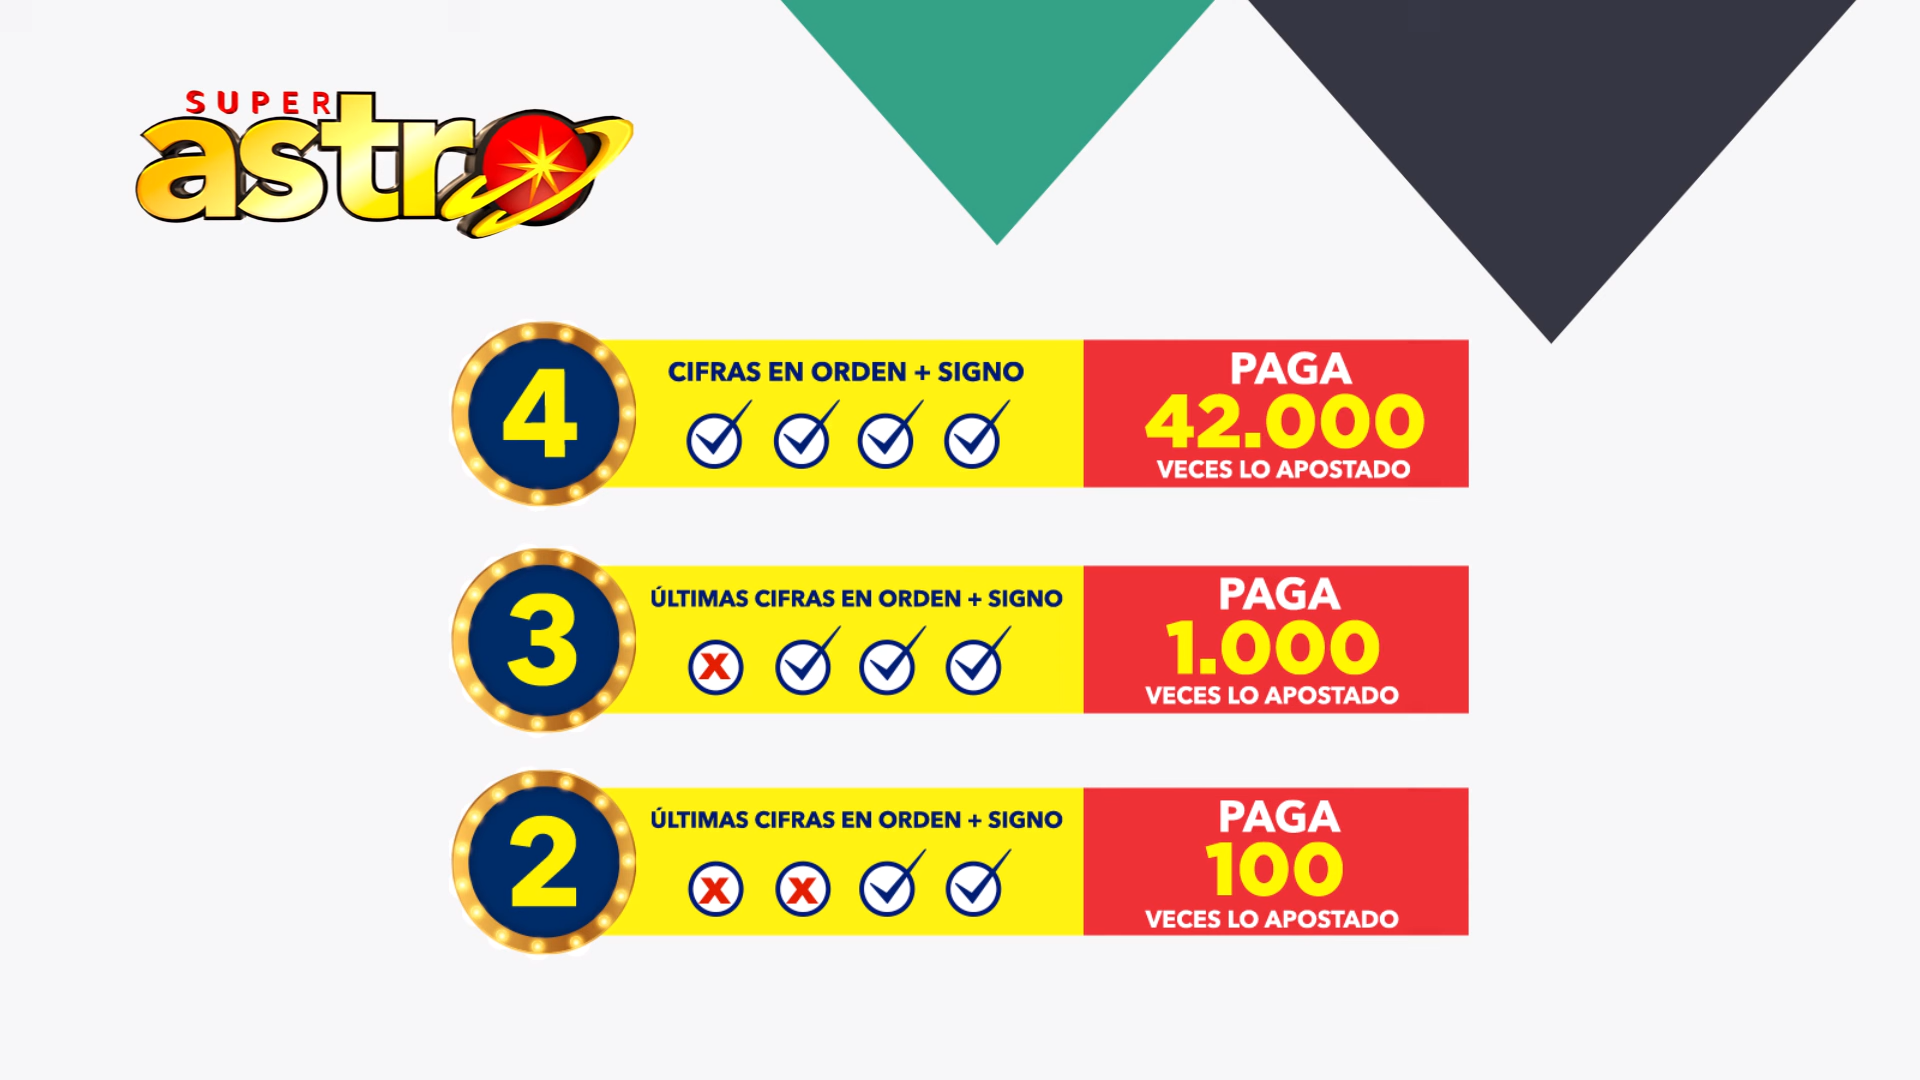 SUPER
astro
4
CIFRAS EN ORDEN + SIGNO
PAGA
42.000
VECES LO APOSTADO
3
ÚLTIMAS CIFRAS EN ORDEN + SIGNO
X
PAGA
1.000
VECES LO APOSTADO
2
ÚLTIMAS CIFRAS EN ORDEN + SIGNO
X X
PAGA
100
VECES LO APOSTADO